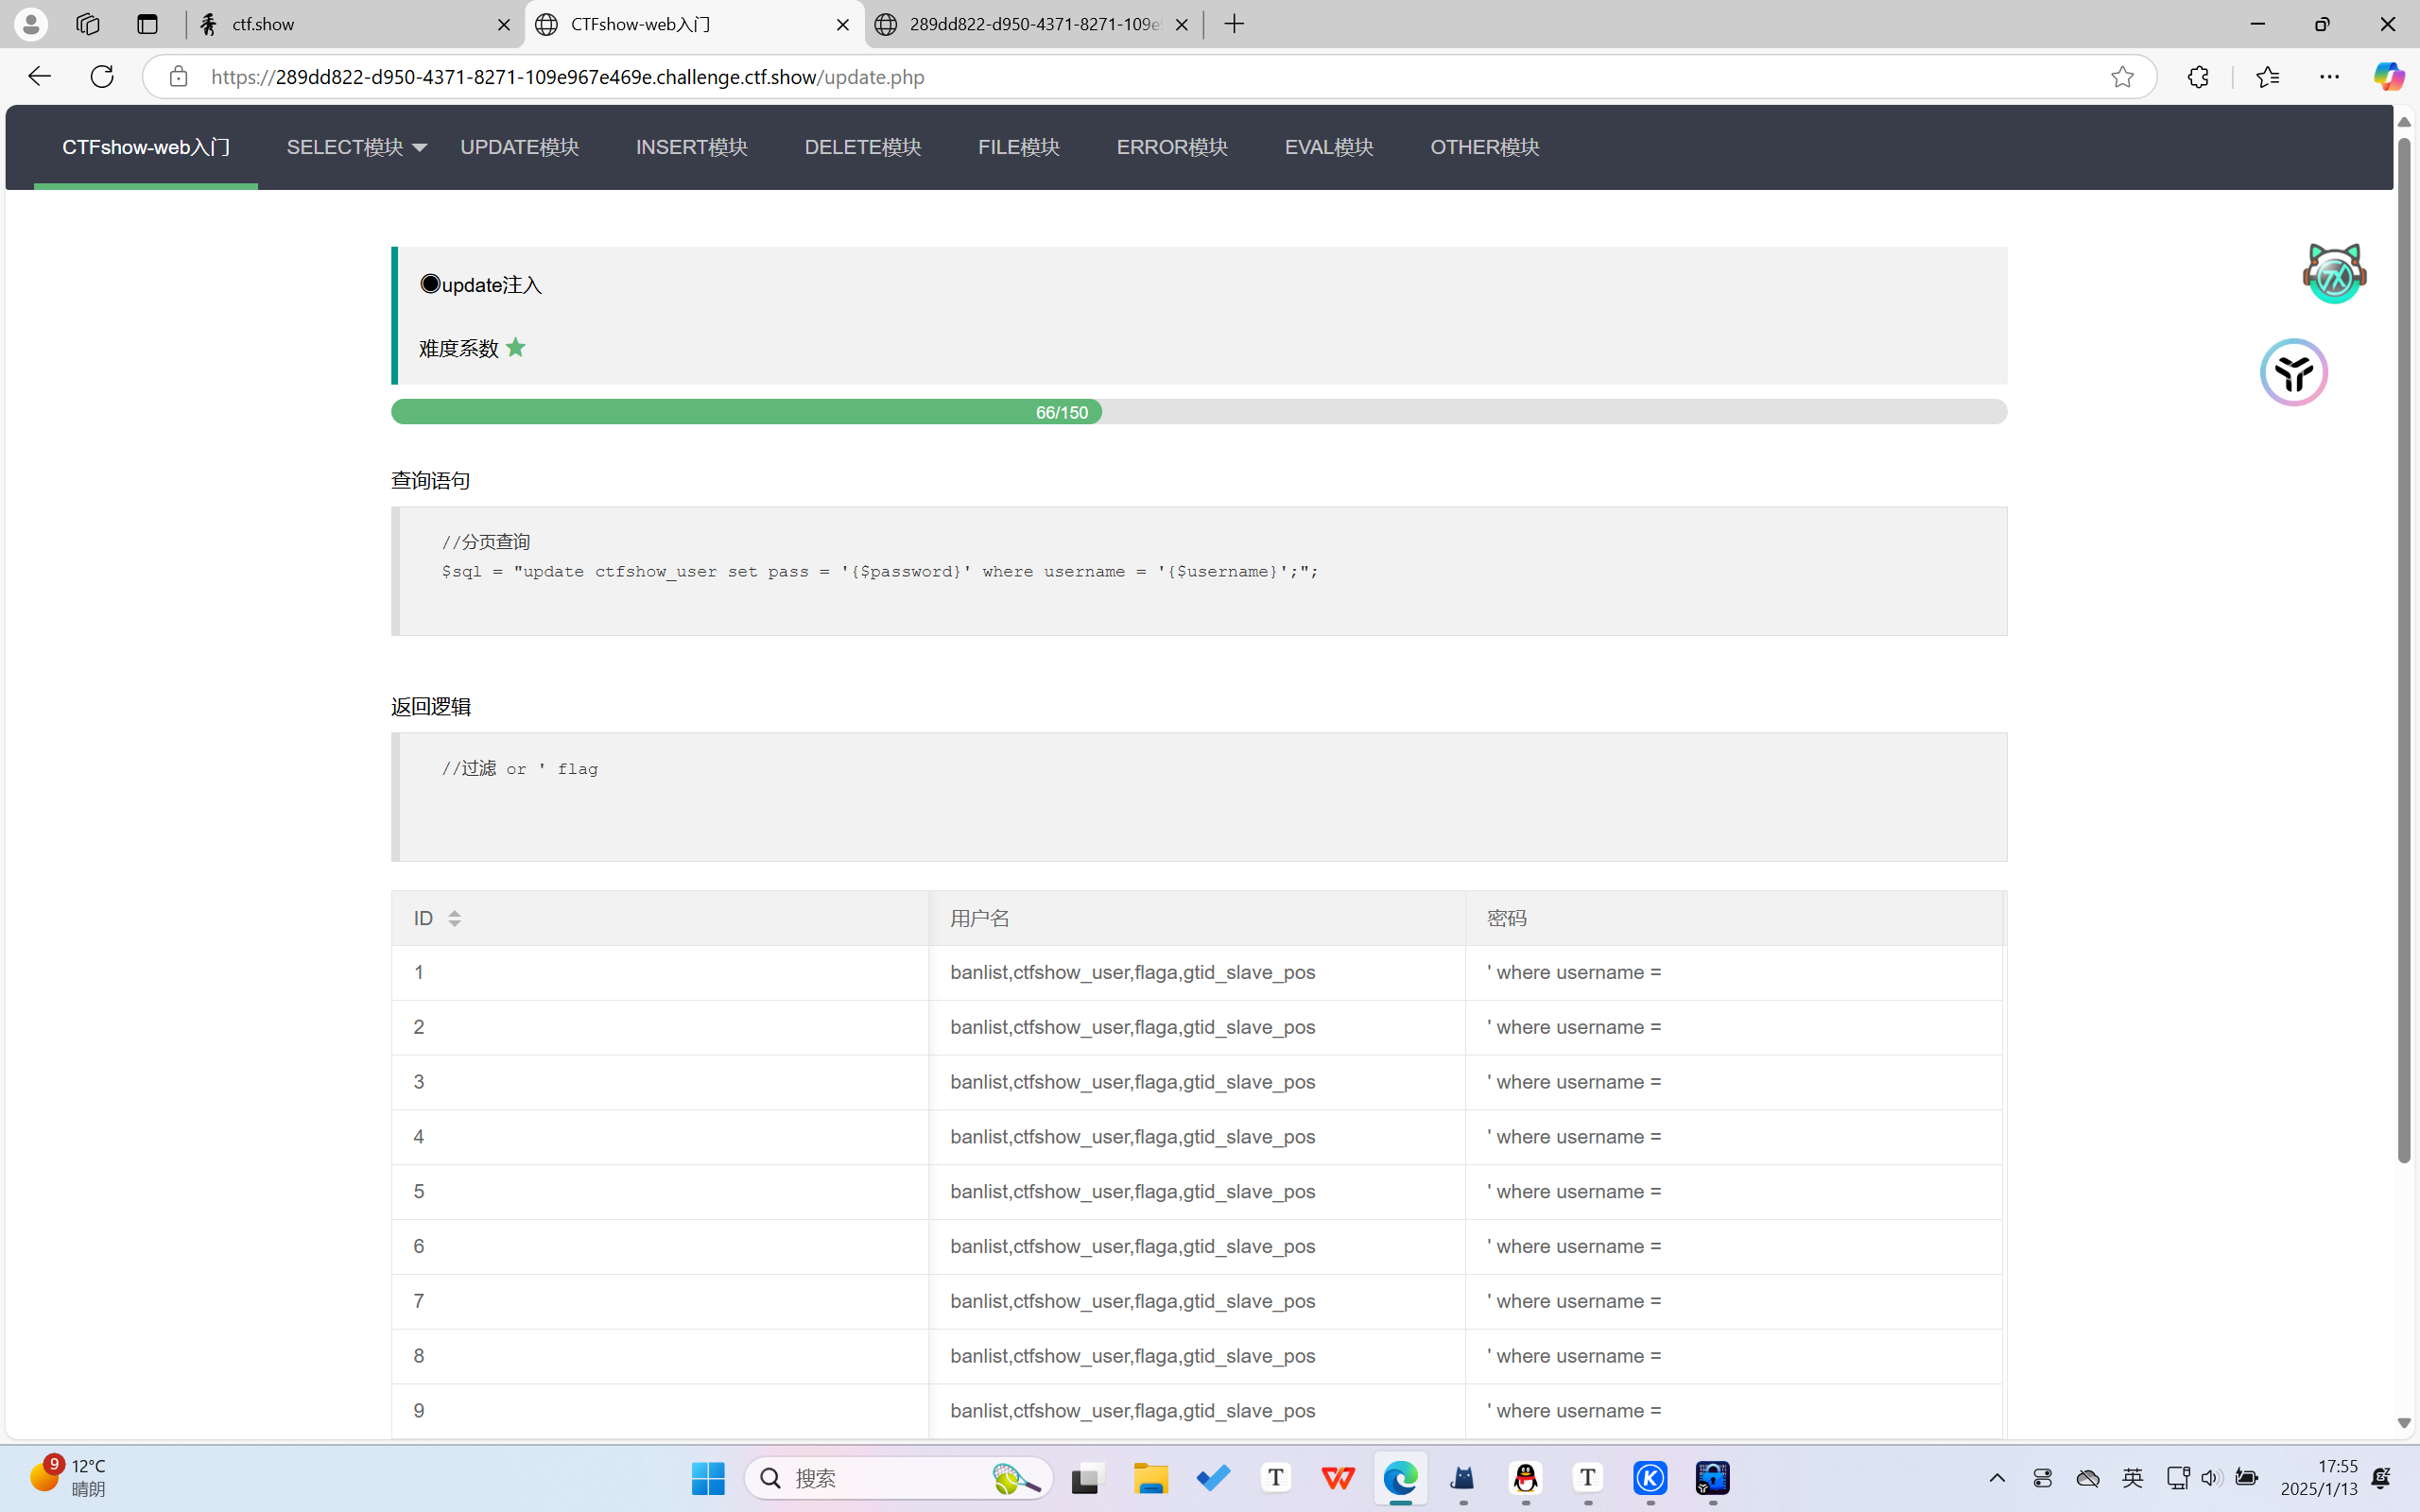 ctf.show
CTFshow-web入门
289dd822-d950-4371-8271-109e
https://289dd822-d950-4371-8271-109e967e469e.challenge.ctf.show/update.php
CTFshow-web入门 SELECT模块 UPDATE模块 INSERT模块 DELETE模块 FILE模块 ERROR模块 EVAL模块 OTHER模块
◉update注入
难度系数
66/150
查询语句
//分页查询
$sql = "update ctfshow_user set pass = '{$password}' where username = '{$username}';";
返回逻辑
//过滤 or ' flag
ID 用户名 密码
1 banlist,ctfshow_user,flaga,gtid_slave_pos ' where username =
2 banlist,ctfshow_user,flaga,gtid_slave_pos ' where username =
3 banlist,ctfshow_user,flaga,gtid_slave_pos ' where username =
4 banlist,ctfshow_user,flaga,gtid_slave_pos ' where username =
5 banlist,ctfshow_user,flaga,gtid_slave_pos ' where username =
6 banlist,ctfshow_user,flaga,gtid_slave_pos ' where username =
7 banlist,ctfshow_user,flaga,gtid_slave_pos ' where username =
8 banlist,ctfshow_user,flaga,gtid_slave_pos ' where username =
9 banlist,ctfshow_user,flaga,gtid_slave_pos ' where username =
9 12°C
晴朗
搜索
英
17:55
2025/1/13